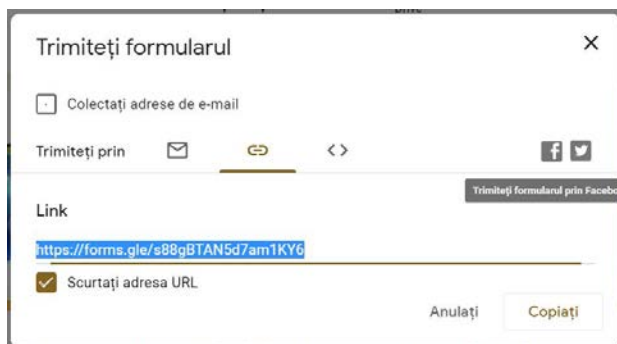 Trimiteți formularul
Colectați adrese de e-mail
Trimiteți prin
Trimiteți formularul prin Facebo
Link
https://forms.gle/s88gBTAN5d7am1KY6
Scurtați adresa URL
Anulați
Copiați